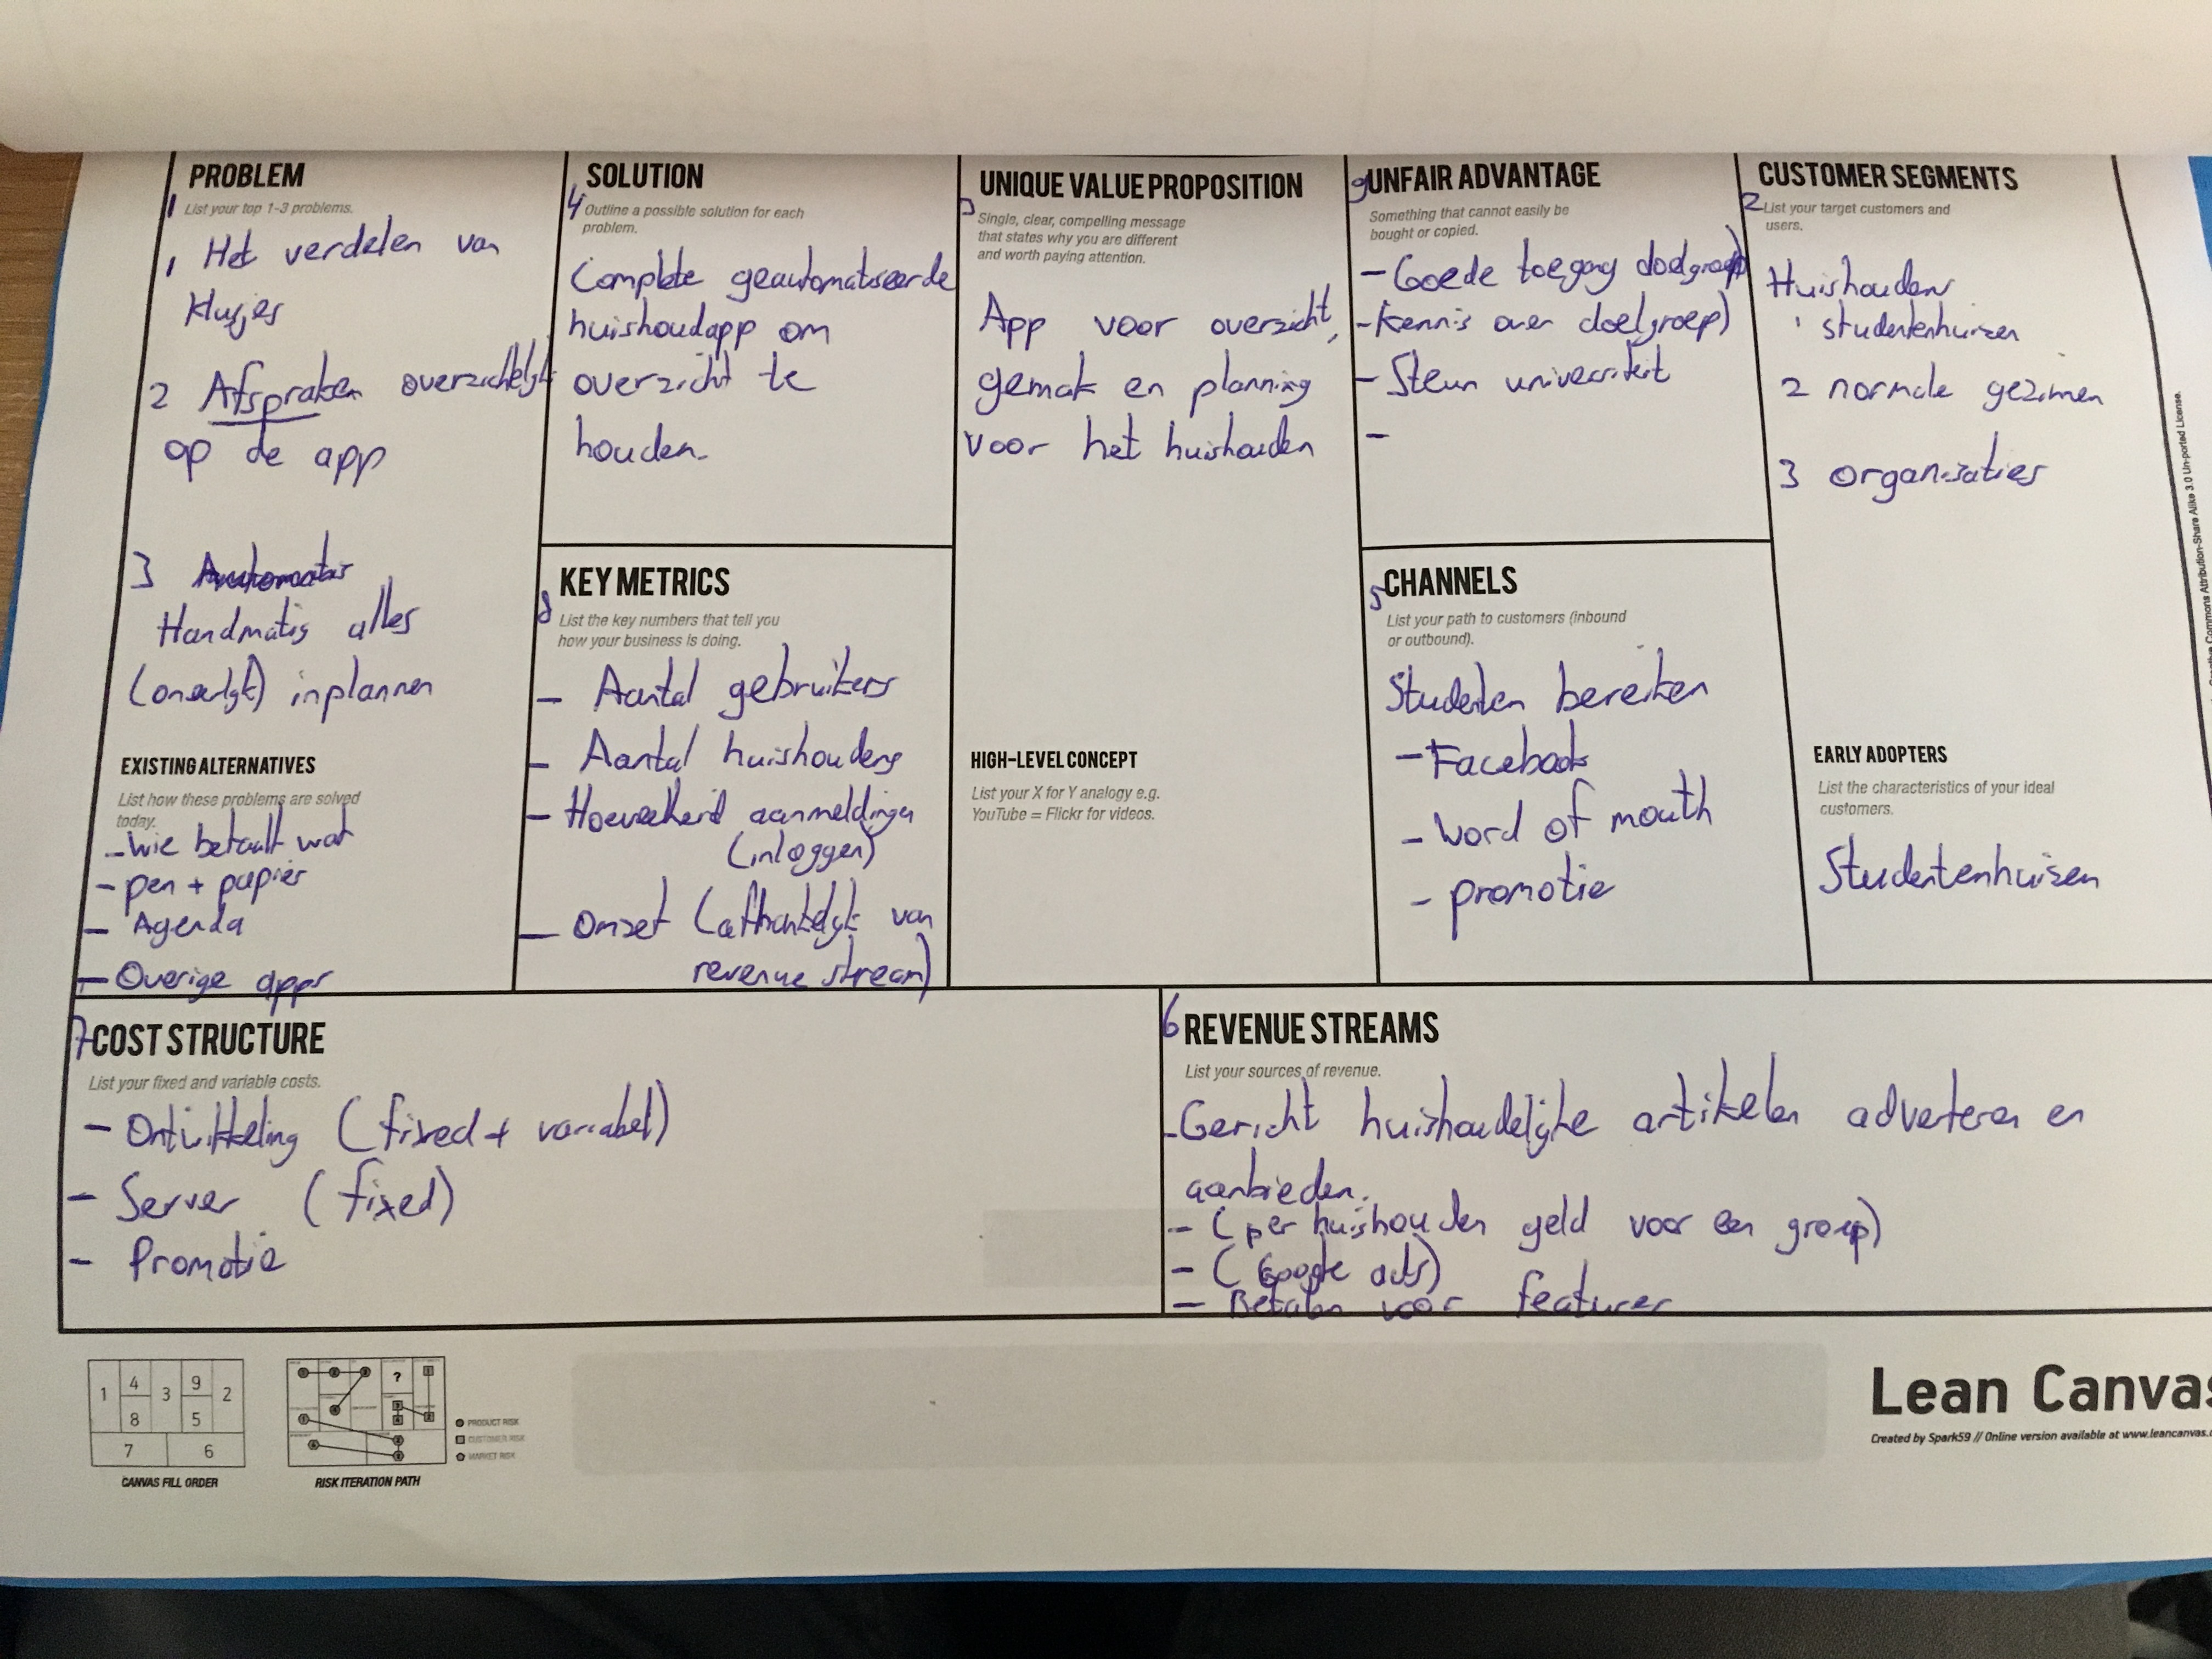 PROBLEM
1 List your top 1-3 problems.
1 Het verdelen van
klusjes
2 Afspraken overzichtelijk
op de app
3
Handmatig alles
(oneerlijk) inplannen
EXISTING ALTERNATIVES
List how these problems are solved
today.
- Wie betaalt wat
- pen + papier
- Agenda
- Overige apps
SOLUTION
4 Outline a possible solution for each
problem.
Complete geautomatiseerde
huishoudapp om
overzicht te
houden
KEY METRICS
8 List the key numbers that tell you
how your business is doing.
- Aantal gebruikers
- Aantal huishoudens
- Hoeveelheid aanmeldingen
(inloggen)
- Omzet (afhankelijk van
revenue stream)
UNIQUE VALUE PROPOSITION
3 Single, clear, compelling message
that states why you are different
and worth paying attention.
App voor overzicht,
gemak en planning
voor het huishouden
HIGH-LEVEL CONCEPT
List your X for Y analogy e.g.
YouTube = Flickr for videos.
9 UNFAIR ADVANTAGE
Something that cannot easily be
bought or copied.
- Goede toegang doelgroep)
- kennis over doelgroep)
- Steun universiteit
-
5 CHANNELS
List your path to customers (inbound
or outbound).
Studenten bereiken
- Facebook
- Word of mouth
- promotie
CUSTOMER SEGMENTS
2 List your target customers and
users.
Huishoudens
1 studentenhuizen
2 normale gezinnen
3 organisaties
EARLY ADOPTERS
List the characteristics of your ideal
customers.
Studentenhuizen
7 COST STRUCTURE
List your fixed and variable costs.
- Ontwikkeling (fixed + variabel)
- Server (fixed)
- Promotie
6 REVENUE STREAMS
List your sources of revenue.
- Gericht huishoudelijke artikelen adverteren en
aanbieden.
- (per huishouden geld voor een groep)
- (Google ads)
- Betalen voor features
1 4 3 9 2
8 5
7 6
CANVAS FILL ORDER
RISK ITERATION PATH
PRODUCT RISK
CUSTOMER RISK
MARKET RISK
Lean Canvas
Created by Spark59 // Online version available at www.leancanvas.
Commons Attribution-Share Alike 3.0 Un-ported License.